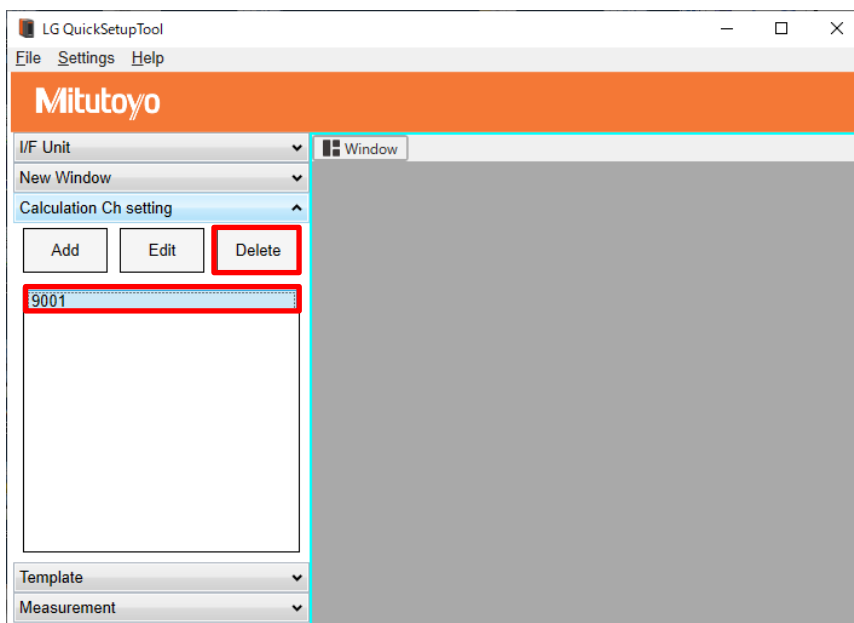 LG QuickSetupTool
File Settings Help
Mitutoyo
I/F Unit
Window
New Window
Calculation Ch setting
Add Edit Delete
9001
Template
Measurement